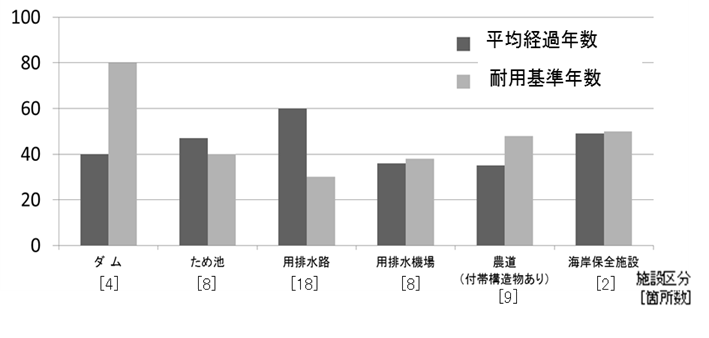 100
80
60
40
20
0
平均経過年数
耐用基準年数
ダ ム
[4]
ため池
[8]
用排水路
[18]
用排水機場
[8]
農道
(付帯構造物あり)
[9]
海岸保全施設
[2]
施設区分
[箇所数]